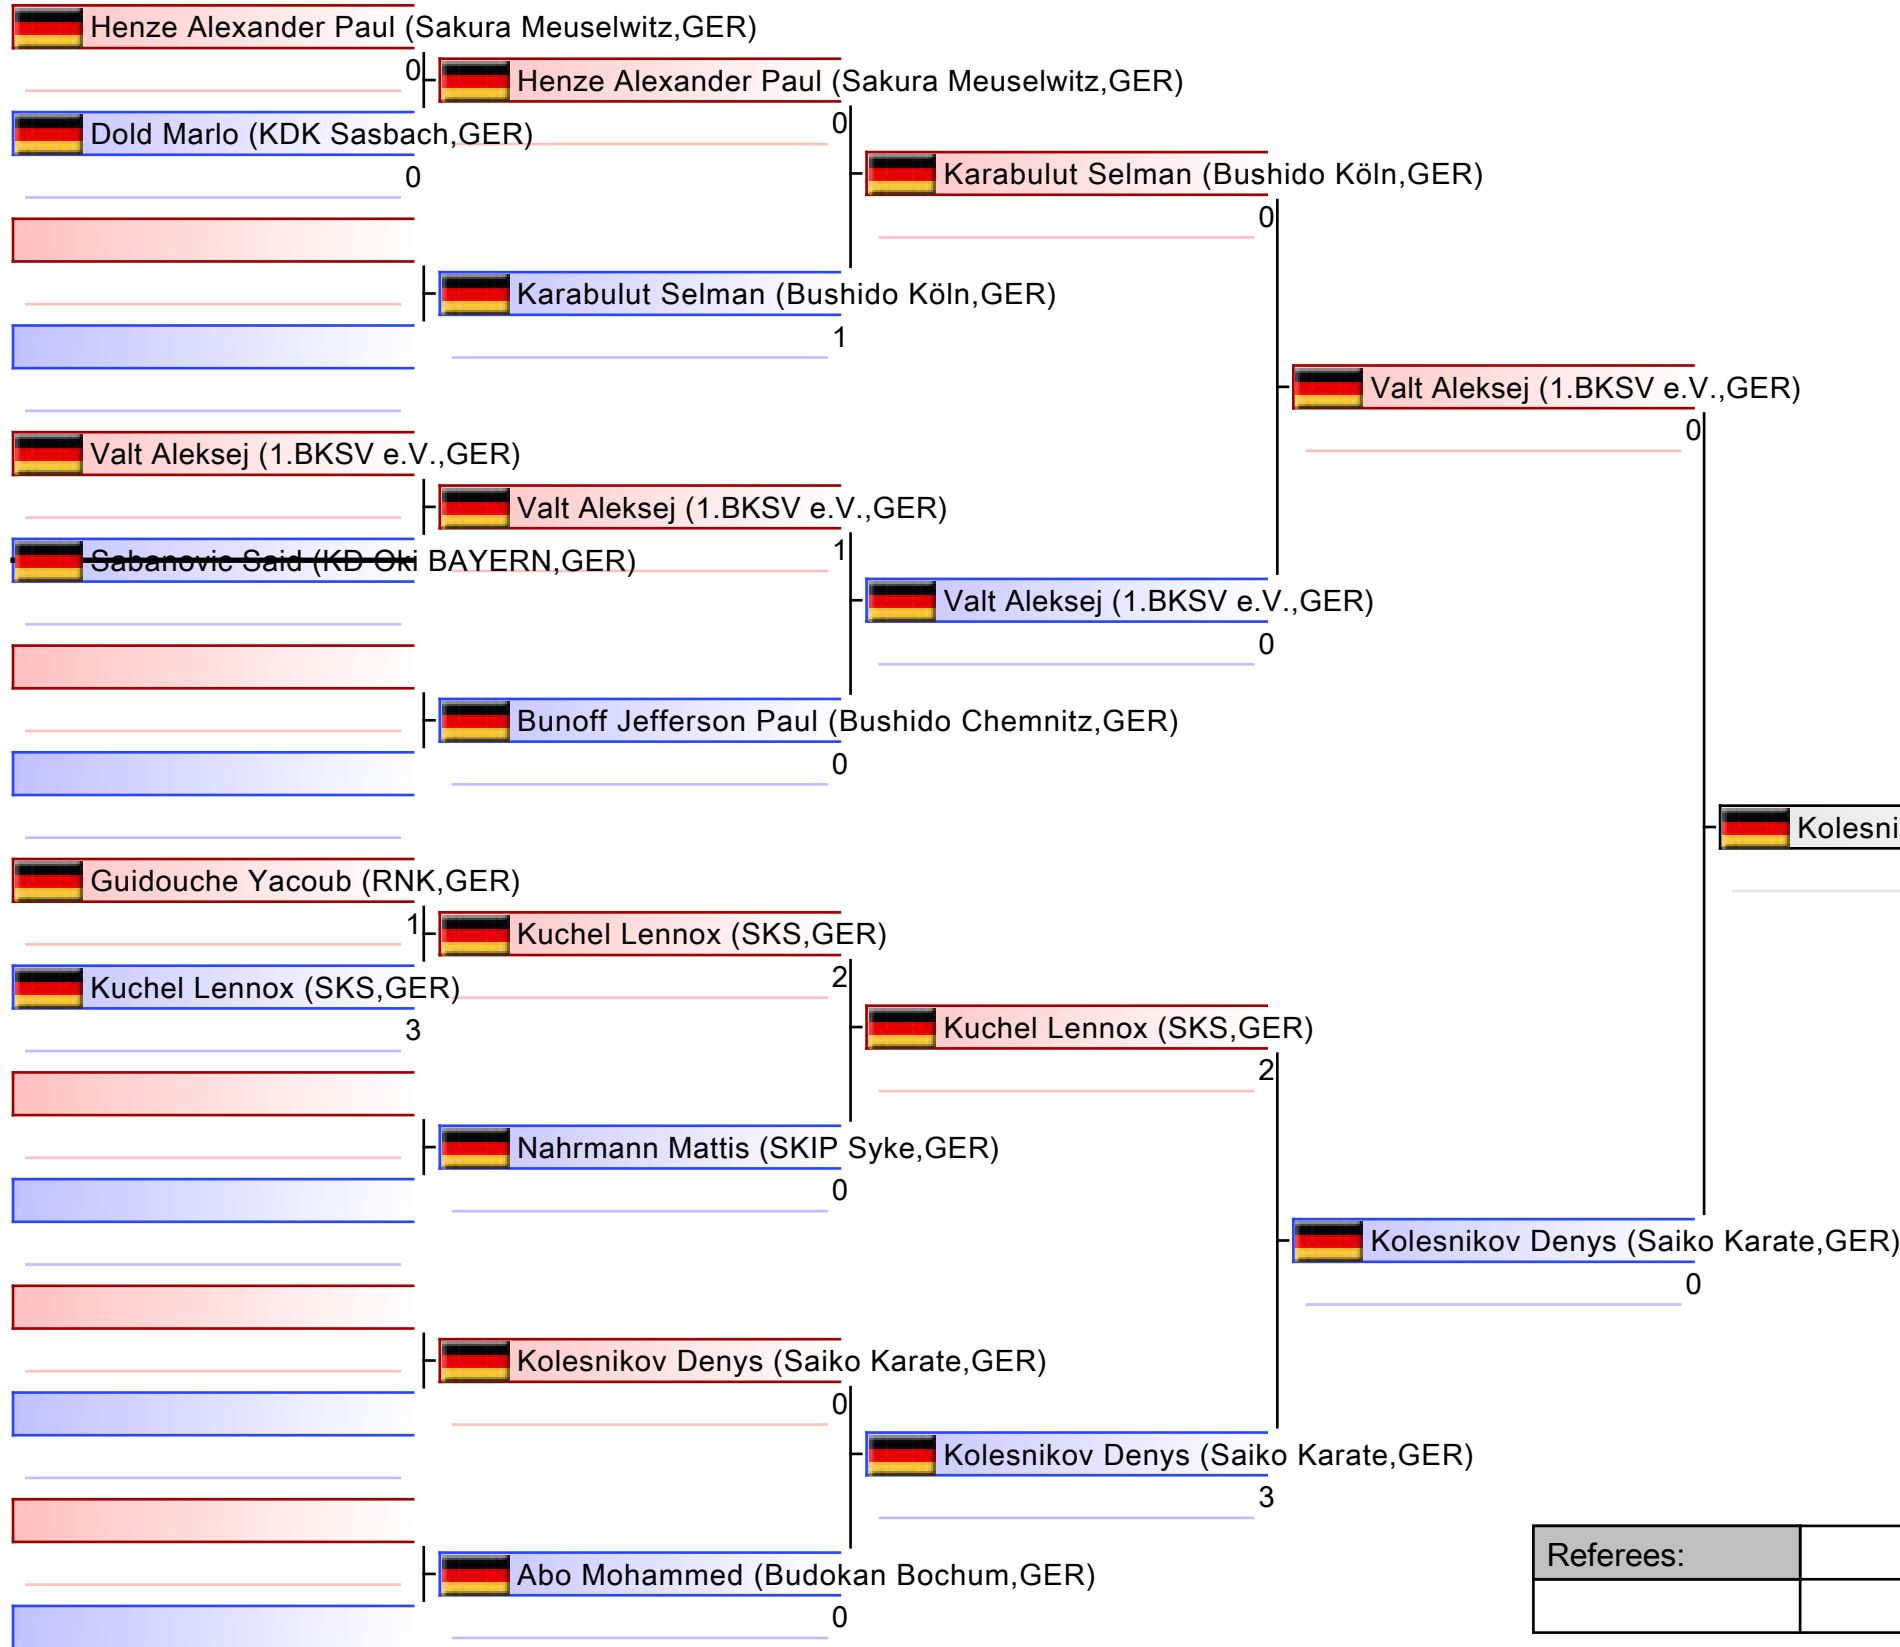 Henze Alexander Paul (Sakura Meuselwitz,GER)
0
Dold Marlo (KDK Sasbach,GER)
0
Valt Aleksej (1.BKSV e.V.,GER)
Sabanovic Said (KD Oki BAYERN,GER)
Guidouche Yacoub (RNK,GER)
1
Kuchel Lennox (SKS,GER)
3
Henze Alexander Paul (Sakura Meuselwitz,GER)
0
Karabulut Selman (Bushido Köln,GER)
1
Valt Aleksej (1.BKSV e.V.,GER)
1
Bunoff Jefferson Paul (Bushido Chemnitz,GER)
0
Kuchel Lennox (SKS,GER)
2
Nahrmann Mattis (SKIP Syke,GER)
0
Kolesnikov Denys (Saiko Karate,GER)
0
Abo Mohammed (Budokan Bochum,GER)
0
Karabulut Selman (Bushido Köln,GER)
0
Valt Aleksej (1.BKSV e.V.,GER)
0
Kuchel Lennox (SKS,GER)
2
Kolesnikov Denys (Saiko Karate,GER)
3
Valt Aleksej (1.BKSV e.V.,GER)
0
Kolesnikov Denys (Saiko Karate,GER)
0
Kolesni
Referees: